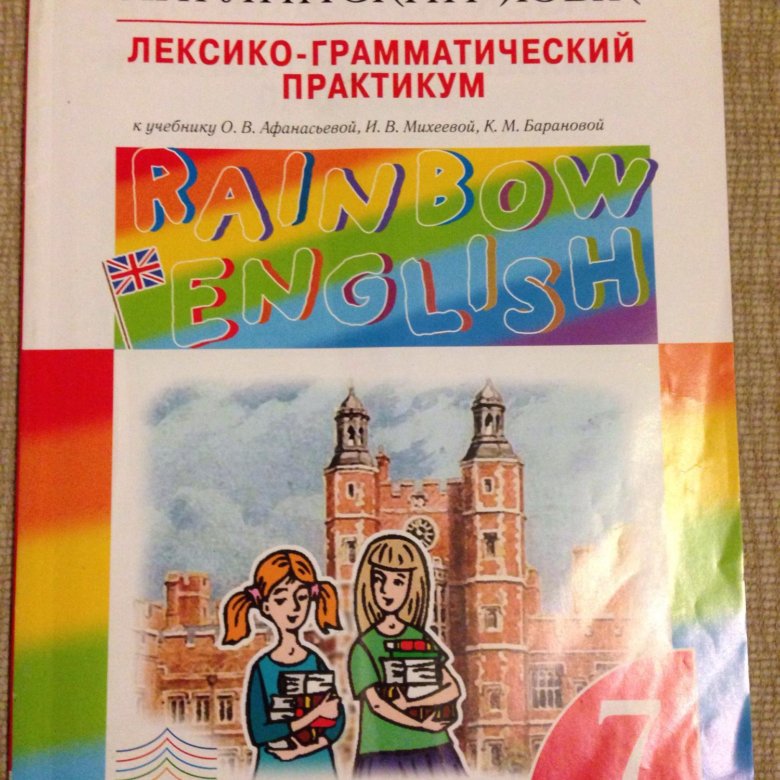 ЛЕКСИКО-ГРАММАТИЧЕСКИЙ
ПРАКТИКУМ
к учебнику О. В. Афанасьевой, И. В. Михеевой, К. М. Барановой
RAINBOW
ENGLISH
7